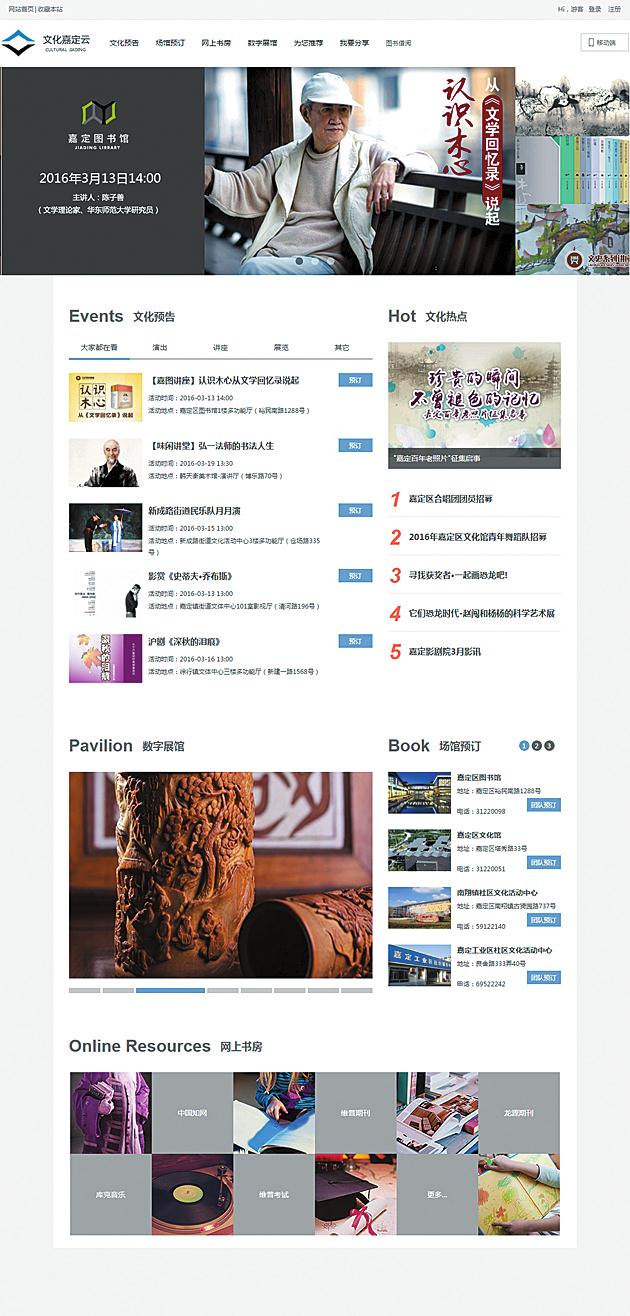 网站首页 | 收藏本站
Hi，游客 登录 注册
文化嘉定云
CULTURAL JIADING
文化预告 场馆预订 网上书房 数字展馆 为您推荐 我要分享 图书借阅
移动端
嘉定图书馆
JIADING LIBRARY
2016年3月13日14:00
主讲人：陈子善
（文学理论家、华东师范大学研究员）
认识木心
从《文学回忆录》说起
Events 文化预告
大家都在看 演出 讲座 展览 其它
认识木心
从《文学回忆录》说起
【嘉图讲座】认识木心从文学回忆录说起
预订
活动时间：2016-03-13 14:00
活动地点：嘉定区图书馆1楼多功能厅（裕民南路1288号）
【味闲讲堂】弘一法师的书法人生
预订
活动时间：2016-03-19 13:30
活动地点：韩天衡美术馆-演讲厅（博乐路70号）
新成路街道民乐队月月演
预订
活动时间：2016-03-15 13:00
活动地点：新成路街道文化活动中心3楼多功能厅（仓场路335
号）
影赏《史蒂夫·乔布斯》
预订
活动时间：2016-03-13 13:00
活动地点：嘉定镇街道文体中心101室影视厅（清河路196号）
深秋的泪痕
沪剧《深秋的泪痕》
预订
活动时间：2016-03-16 13:00
活动地点：徐行镇文体中心三楼多功能厅（新建一路1568号）
Hot 文化热点
珍贵的瞬间
不曾褪色的记忆
嘉定百年老照片征集启事
"嘉定百年老照片"征集启事
1 嘉定区合唱团团员招募
2 2016年嘉定区文化馆青年舞蹈队招募
3 寻找获奖者·一起画恐龙吧!
4 它们恐龙时代-赵闯和杨杨的科学艺术展
5 嘉定影剧院3月影讯
Pavilion 数字展馆
Book 场馆预订
1 2 3
嘉定区图书馆
地址：嘉定区裕民南路1288号
电话：31220098
团队预订
嘉定区文化馆
地址：嘉定区塔秀路33号
电话：31220051
团队预订
南翔镇社区文化活动中心
地址：嘉定区南翔镇古猗园路737号
电话：59122140
团队预订
嘉定工业区社区文化活动中心
地址：良舍路333弄40号
电话：69522242
团队预订
Online Resources 网上书房
中国知网
维普期刊
龙源期刊
库克音乐
维普考试
更多...